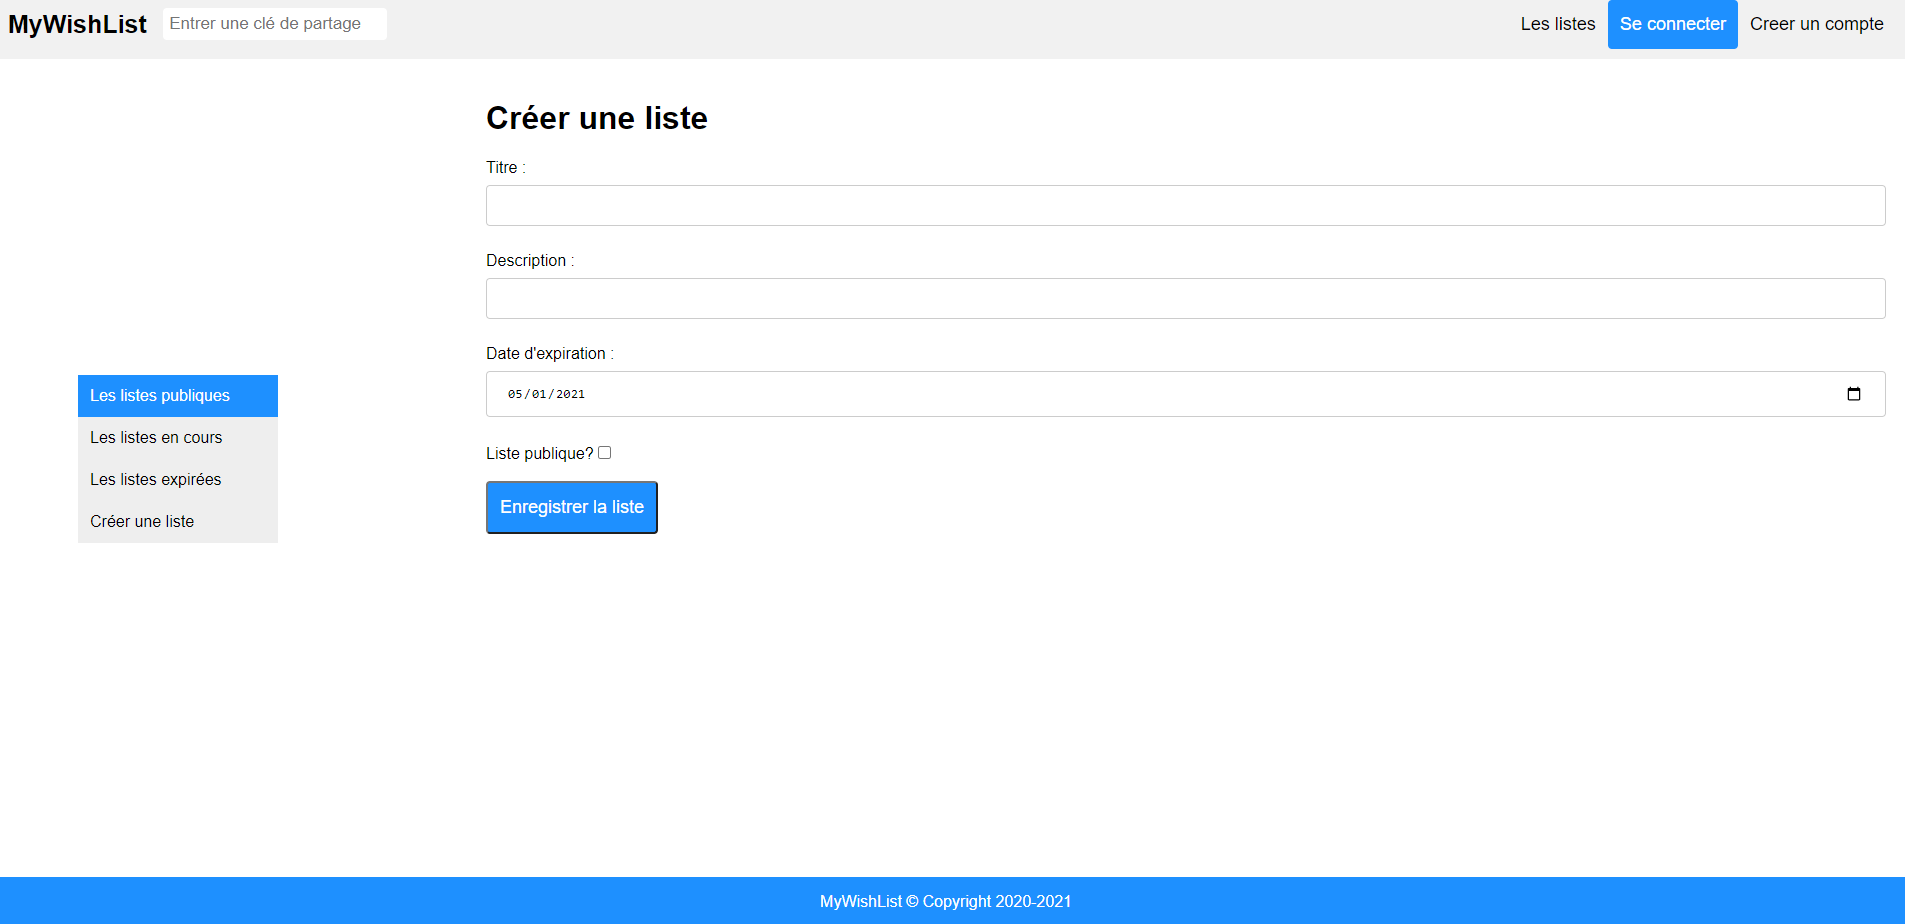 MyWishList Entrer une clé de partage Les listes Se connecter Creer un compte
Créer une liste
Titre :
Description :
Date d'expiration :
05/01/2021
Liste publique?
Enregistrer la liste
Les listes publiques
Les listes en cours
Les listes expirées
Créer une liste
MyWishList © Copyright 2020-2021